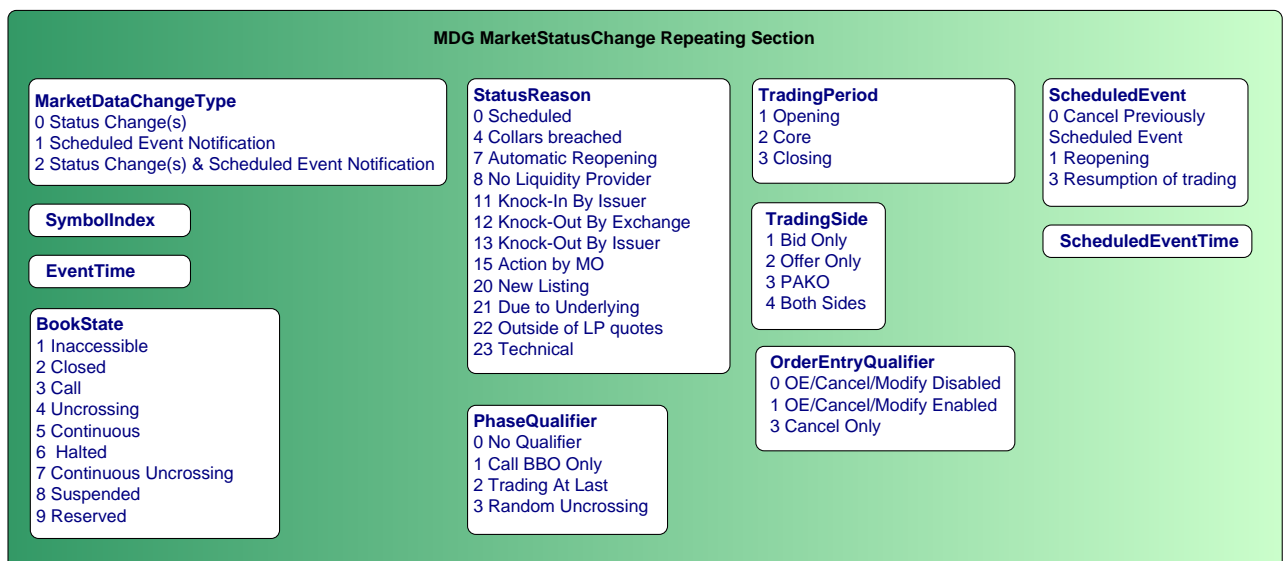 MDG MarketStatusChange Repeating Section
MarketDataChangeType
0 Status Change(s)
1 Scheduled Event Notification
2 Status Change(s) & Scheduled Event Notification
SymbolIndex
EventTime
BookState
1 Inaccessible
2 Closed
3 Call
4 Uncrossing
5 Continuous
6 Halted
7 Continuous Uncrossing
8 Suspended
9 Reserved
StatusReason
0 Scheduled
4 Collars breached
7 Automatic Reopening
8 No Liquidity Provider
11 Knock-In By Issuer
12 Knock-Out By Exchange
13 Knock-Out By Issuer
15 Action by MO
20 New Listing
21 Due to Underlying
22 Outside of LP quotes
23 Technical
PhaseQualifier
0 No Qualifier
1 Call BBO Only
2 Trading At Last
3 Random Uncrossing
TradingPeriod
1 Opening
2 Core
3 Closing
TradingSide
1 Bid Only
2 Offer Only
3 PAKO
4 Both Sides
OrderEntryQualifier
0 OE/Cancel/Modify Disabled
1 OE/Cancel/Modify Enabled
3 Cancel Only
ScheduledEvent
0 Cancel Previously
Scheduled Event
1 Reopening
3 Resumption of trading
ScheduledEventTime